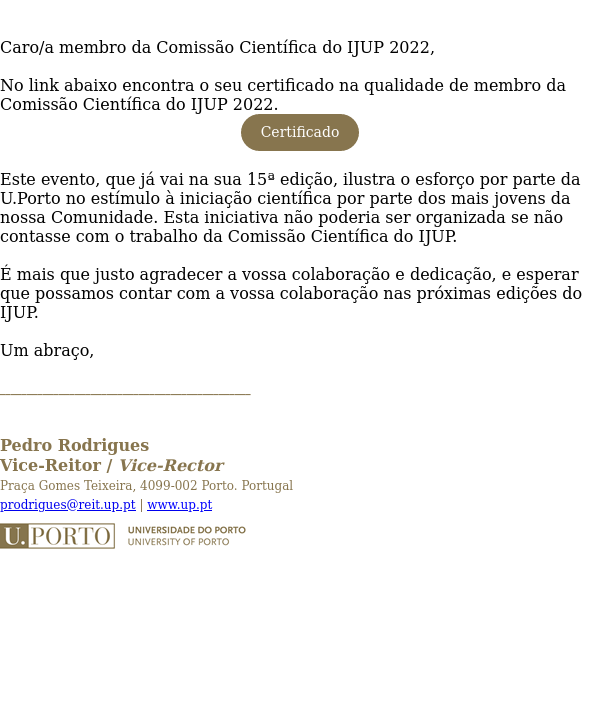 Caro/a membro da Comissão Científica do IJUP 2022,
No link abaixo encontra o seu certificado na qualidade de membro da
Comissão Científica do IJUP 2022.
Certificado
Este evento, que já vai na sua 15ª edição, ilustra o esforço por parte da
U.Porto no estímulo à iniciação científica por parte dos mais jovens da
nossa Comunidade. Esta iniciativa não poderia ser organizada se não
contasse com o trabalho da Comissão Científica do IJUP.
É mais que justo agradecer a vossa colaboração e dedicação, e esperar
que possamos contar com a vossa colaboração nas próximas edições do
IJUP.
Um abraço,
Pedro Rodrigues
Vice-Reitor / Vice-Rector
Praça Gomes Teixeira, 4099-002 Porto. Portugal
prodrigues@reit.up.pt | www.up.pt
U. PORTO UNIVERSIDADE DO PORTO
UNIVERSITY OF PORTO